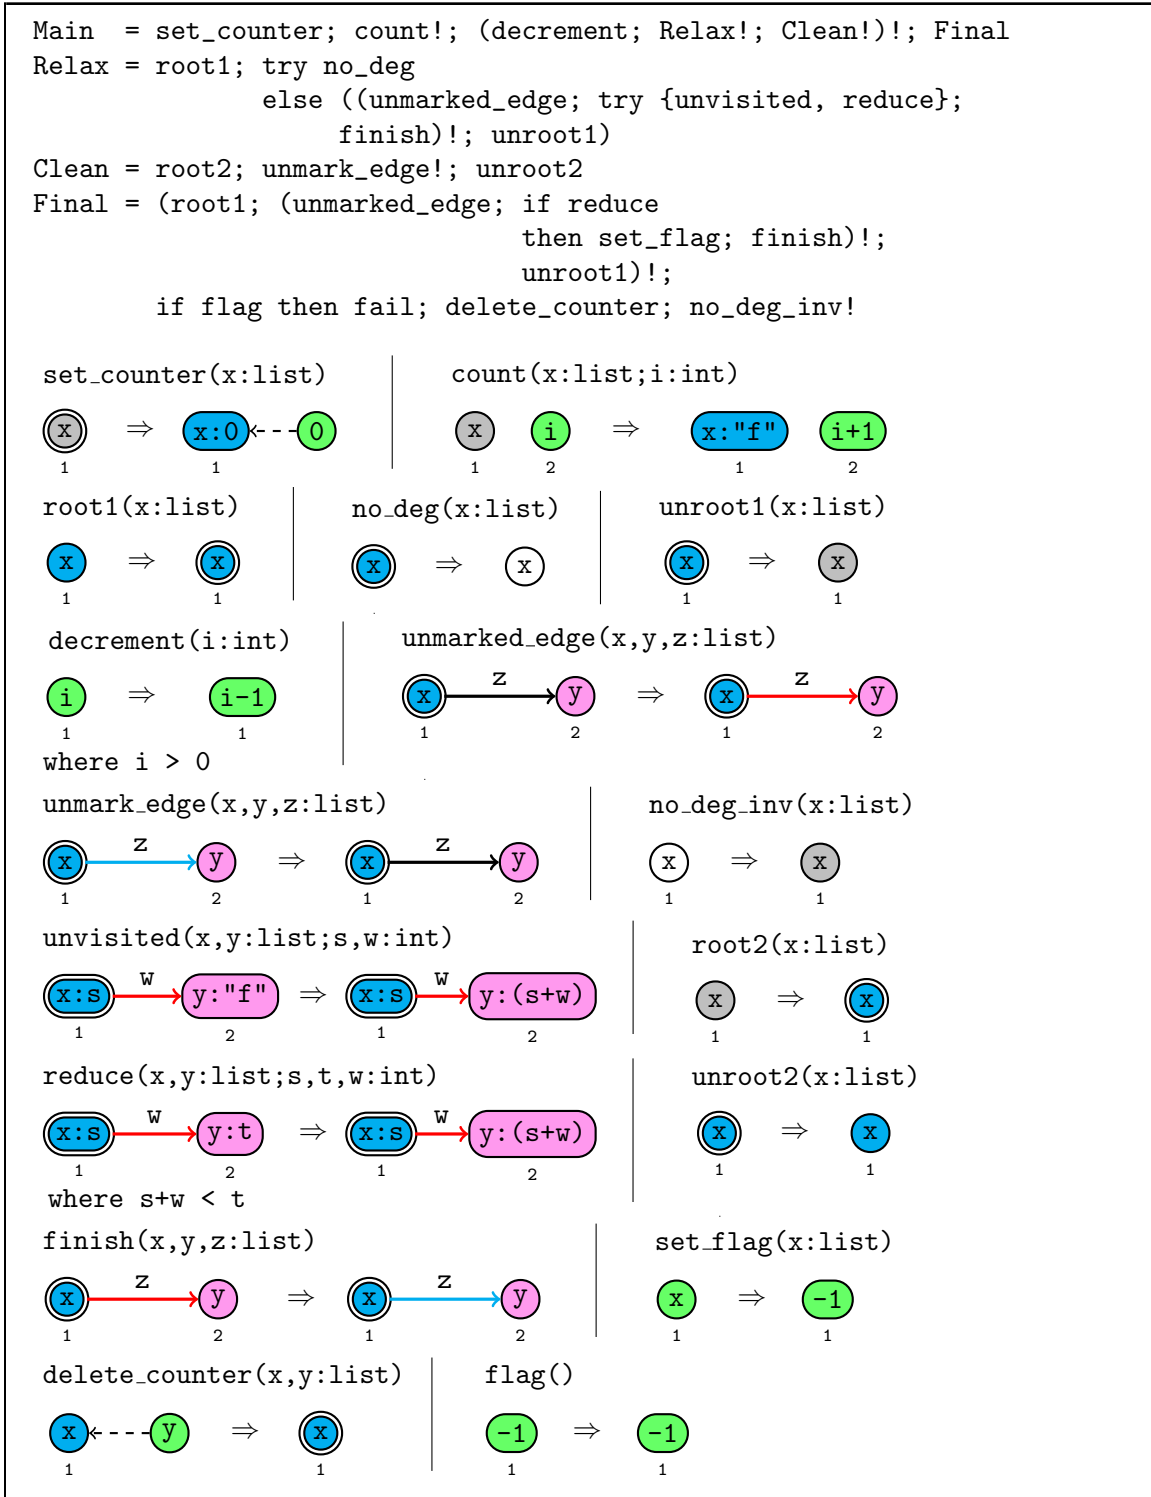 Main  = set_counter; count!; (decrement; Relax!; Clean!)!; Final
Relax = root1; try no_deg
else ((unmarked_edge; try {unvisited, reduce};
finish)!; unroot1)
Clean = root2; unmark_edge!; unroot2
Final = (root1; (unmarked_edge; if reduce
then set_flag; finish)!;
unroot1)!;
if flag then fail; delete_counter; no_deg_inv!
set_counter(x:list) count(x:list;i:int)
x ⇒ x:0 0 x i ⇒ x:"f" i+1
1 1 1 2 1 2
root1(x:list) no_deg(x:list) unroot1(x:list)
x ⇒ x x ⇒ x x ⇒ x
1 1 1 1
decrement(i:int) unmarked_edge(x,y,z:list)
i ⇒ i-1 x z y ⇒ x z y
1 1 1 2 1 2
where i > 0
unmark_edge(x,y,z:list) no_deg_inv(x:list)
x z y ⇒ x z y x ⇒ x
1 2 1 2 1 1
unvisited(x,y:list;s,w:int) root2(x:list)
x:s w y:"f" ⇒ x:s w y:(s+w) x ⇒ x
1 2 1 2 1 1
reduce(x,y:list;s,t,w:int) unroot2(x:list)
x:s w y:t ⇒ x:s w y:(s+w) x ⇒ x
1 2 1 2 1 1
where s+w < t
finish(x,y,z:list) set_flag(x:list)
x z y ⇒ x z y x ⇒ -1
1 2 1 2 1 1
delete_counter(x,y:list) flag()
x y ⇒ x -1 ⇒ -1
1 1 1 1